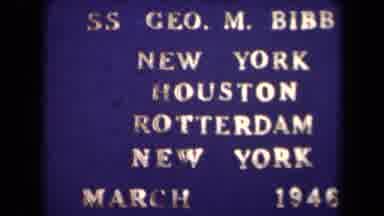 SS GEO. M. BIBB
NEW YORK
HOUSTON
ROTTERDAM
NEW YORK
MARCH 1946